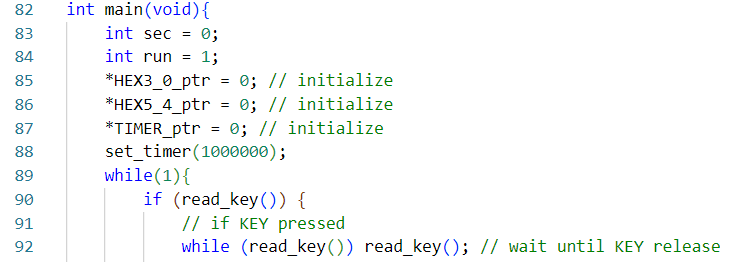 82 int main(void){
83 int sec = 0;
84 int run = 1;
85 *HEX3_0_ptr = 0; // initialize
86 *HEX5_4_ptr = 0; // initialize
87 *TIMER_ptr = 0; // initialize
88 set_timer(1000000);
89 while(1){
90 if (read_key()) {
91 // if KEY pressed
92 while (read_key()) read_key(); // wait until KEY release